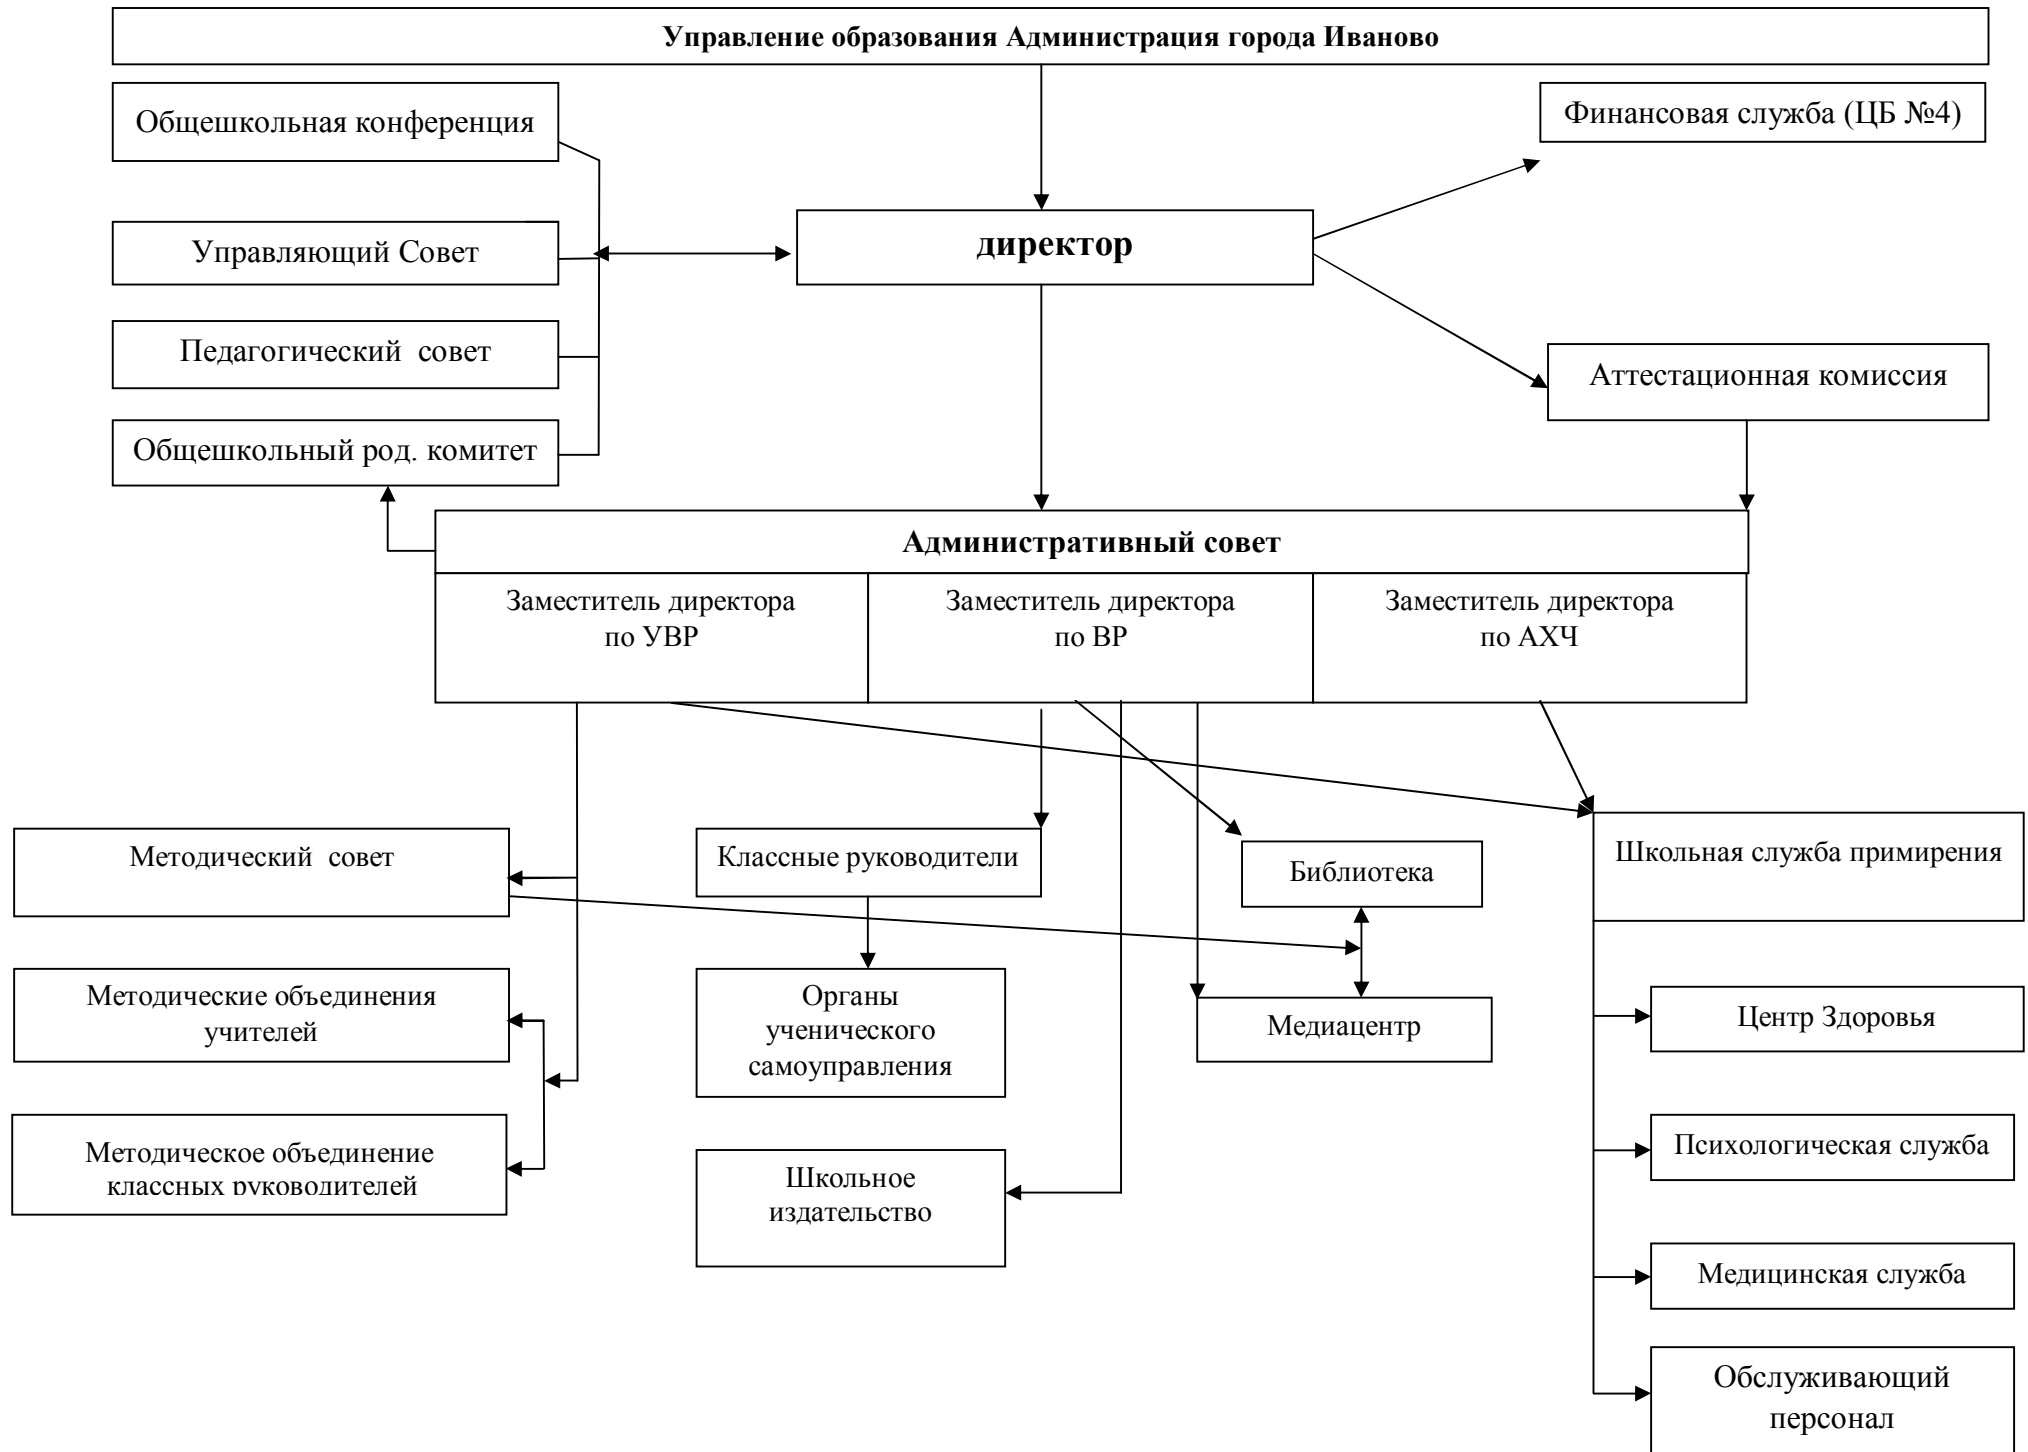 Управление образования Администрация города Иваново
Общешкольная конференция
Финансовая служба (ЦБ №4)
директор
Управляющий Совет
Педагогический совет
Аттестационная комиссия
Общешкольный род. комитет
Административный совет
Заместитель директора
по УВР
Заместитель директора
по ВР
Заместитель директора
по АХЧ
Методический совет
Классные руководители
Библиотека
Школьная служба примирения
Методические объединения
учителей
Органы
ученического
самоуправления
Медиацентр
Центр Здоровья
Методическое объединение
классных руководителей
Школьное
издательство
Психологическая служба
Медицинская служба
Обслуживающий
персонал